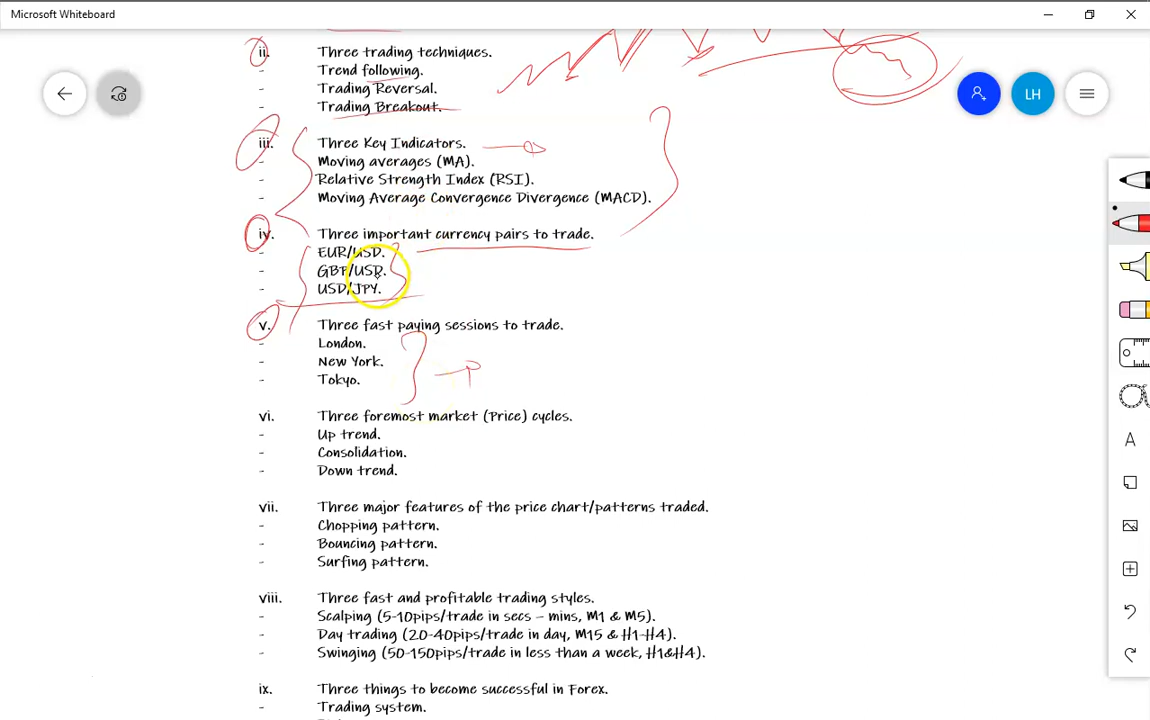 Microsoft Whiteboard
ii. Three trading techniques.
- Trend following.
- Trading Reversal.
- Trading Breakout.
LH
iii. Three Key Indicators.
- Moving averages (MA).
- Relative Strength Index (RSI).
- Moving Average Convergence Divergence (MACD).
iv. Three important currency pairs to trade.
- EUR/USD.
- GBP/USD.
- USD/JPY.
v. Three fast paying sessions to trade.
- London.
- New York.
- Tokyo.
vi. Three foremost market (Price) cycles.
- Up trend.
- Consolidation.
- Down trend.
vii. Three major features of the price chart/patterns traded.
- Chopping pattern.
- Bouncing pattern.
- Surfing pattern.
viii. Three fast and profitable trading styles.
- Scalping (5-10pips/trade in secs – mins, M1 & M5).
- Day trading (20-40pips/trade in day, M15 & H1-H4).
- Swinging (50-150pips/trade in less than a week, H1&H4).
ix. Three things to become successful in Forex.
- Trading system.